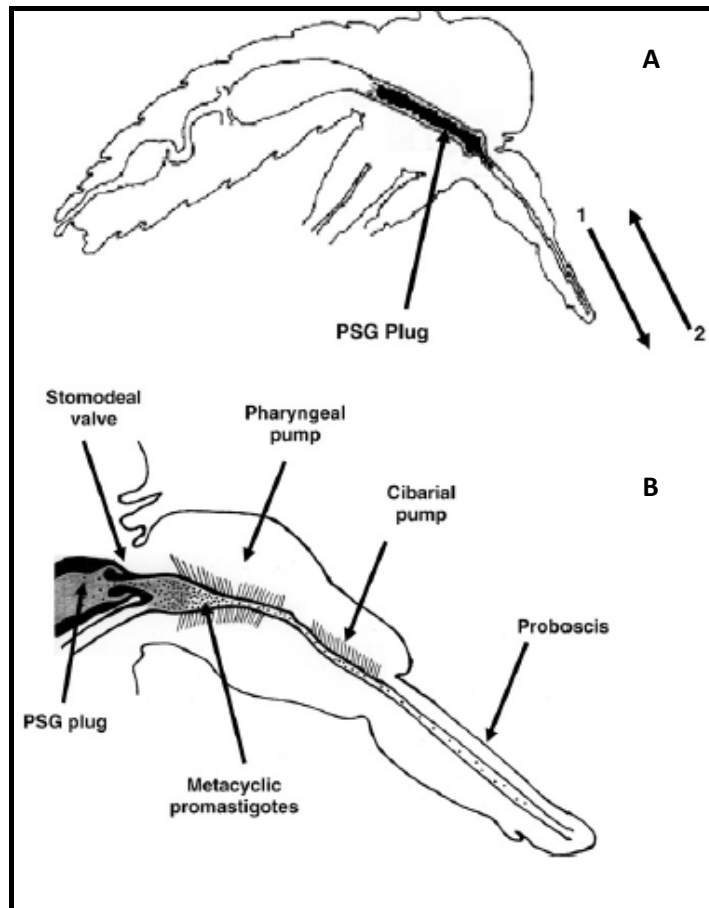 A
1
2
PSG Plug
Stomodeal
valve
Pharyngeal
pump
Cibarial
pump
B
Proboscis
PSG plug
Metacyclic
promastigotes